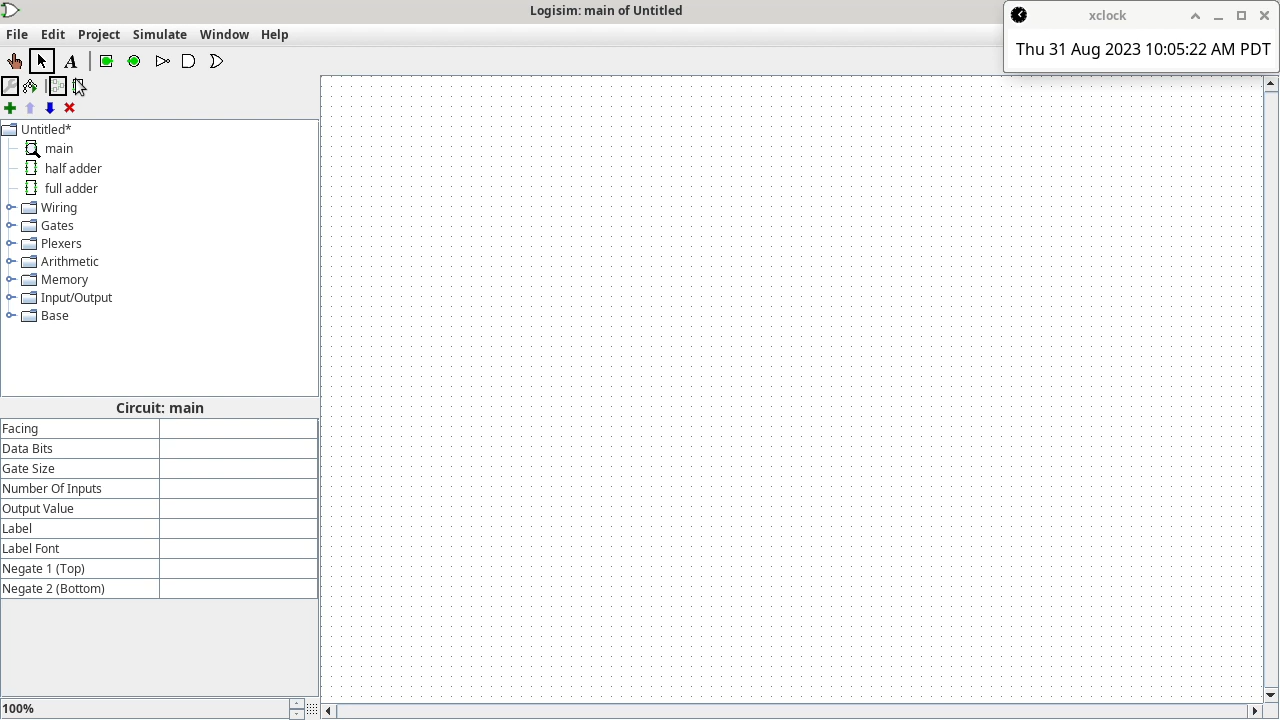 Logisim: main of Untitled
xclock
Thu 31 Aug 2023 10:05:22 AM PDT
File Edit Project Simulate Window Help
A
Untitled*
main
half adder
full adder
Wiring
Gates
Plexers
Arithmetic
Memory
Input/Output
Base
Circuit: main
Facing
Data Bits
Gate Size
Number Of Inputs
Output Value
Label
Label Font
Negate 1 (Top)
Negate 2 (Bottom)
100%